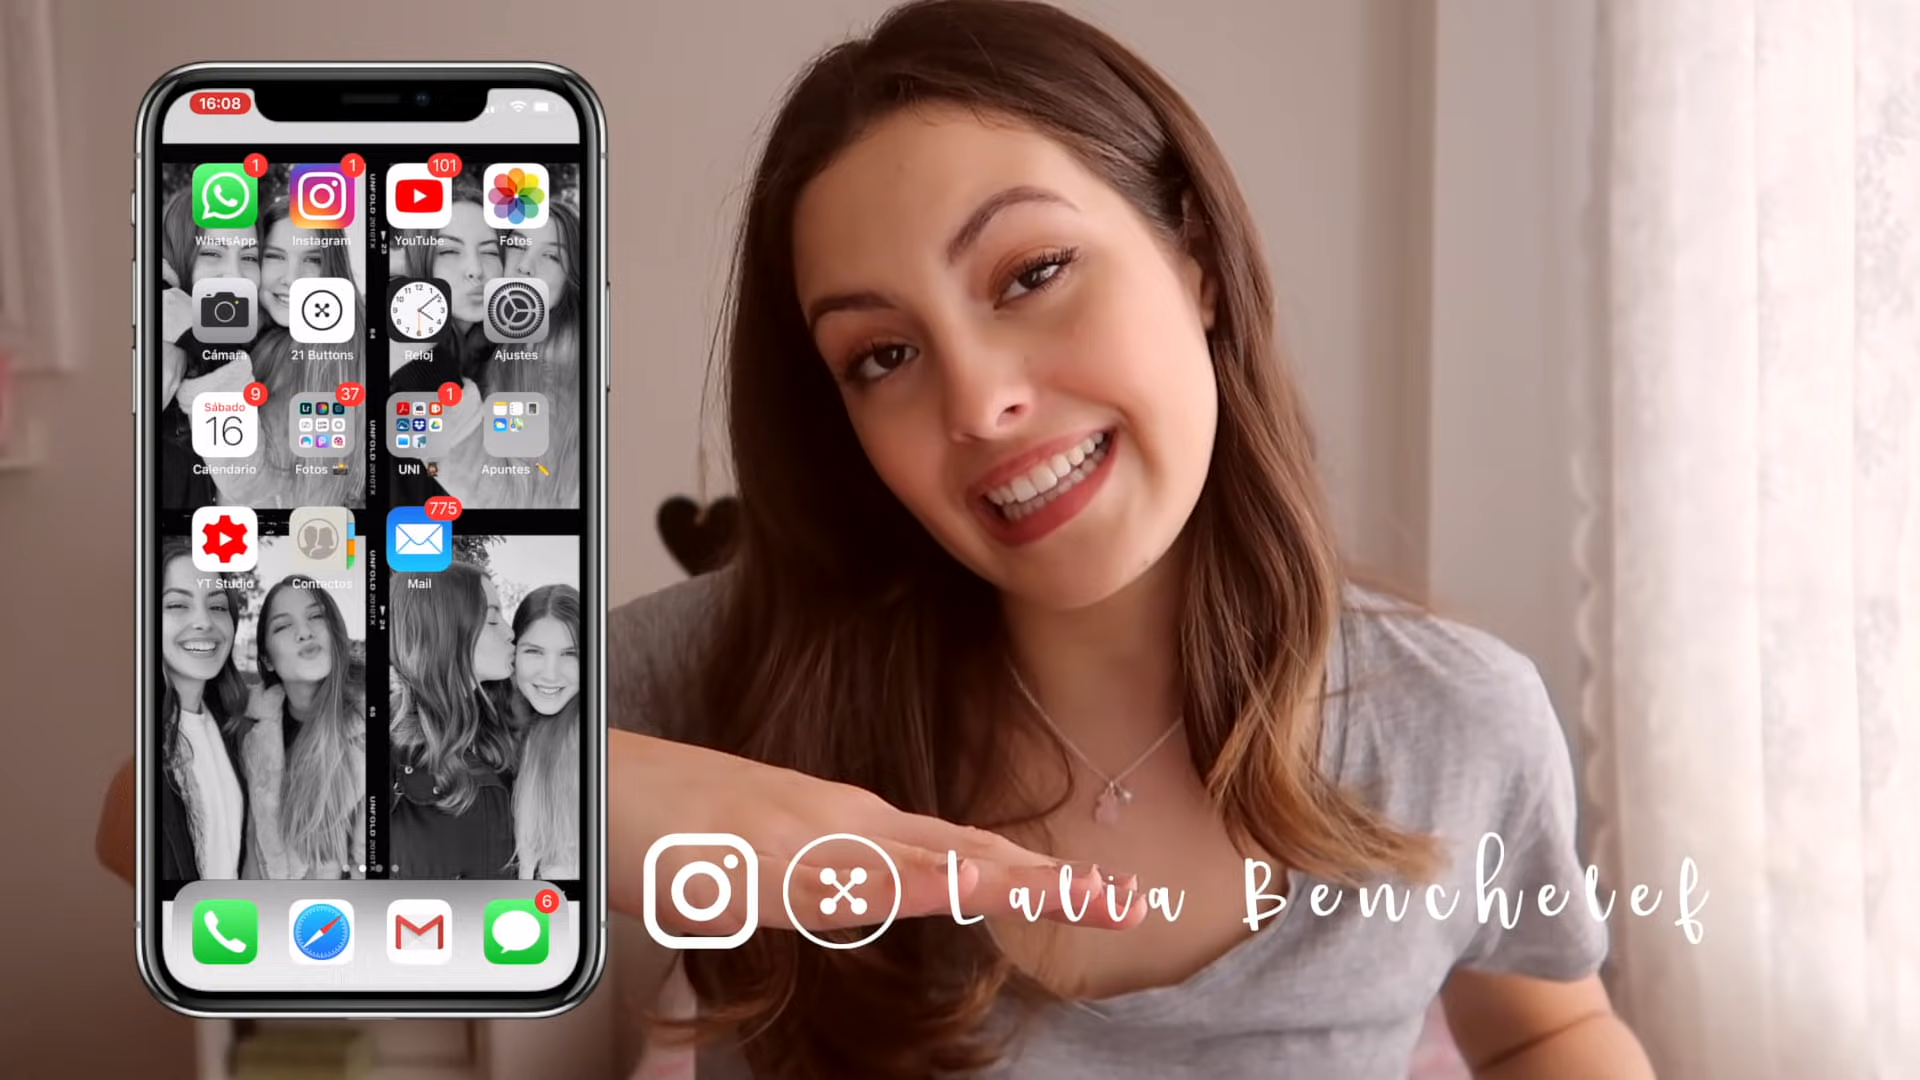 16:08
1 1 101
WhatsApp Instagram YouTube Fotos
Cámara 21 Buttons Reloj Ajustes
9 37 1
Sábado
16
Calendario Fotos UNI Apuntes
775
YT Studio Contactos Mail
UNFOLD
6
Lalia Benchelef